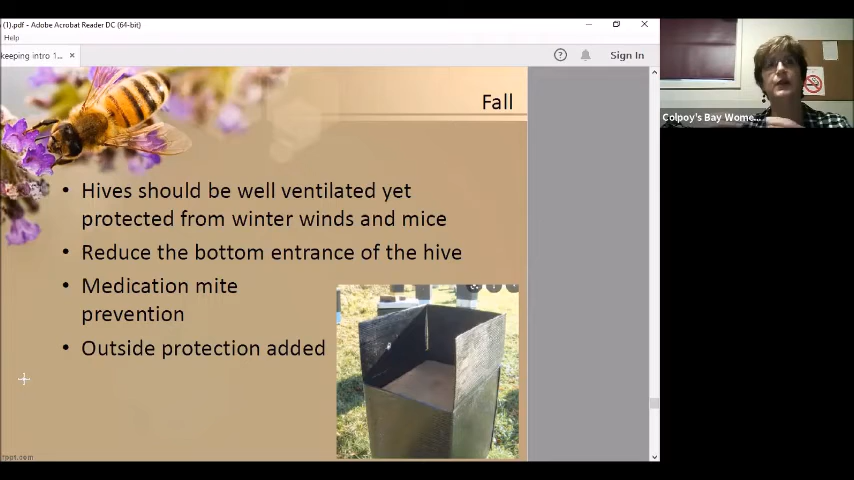 (1).pdf - Adobe Acrobat Reader DC (64-bit)
Help
keeping intro 1...
Sign In
Fall
Colpoy's Bay Wome...
• Hives should be well ventilated yet
protected from winter winds and mice
• Reduce the bottom entrance of the hive
• Medication mite
prevention
• Outside protection added
fppt.com